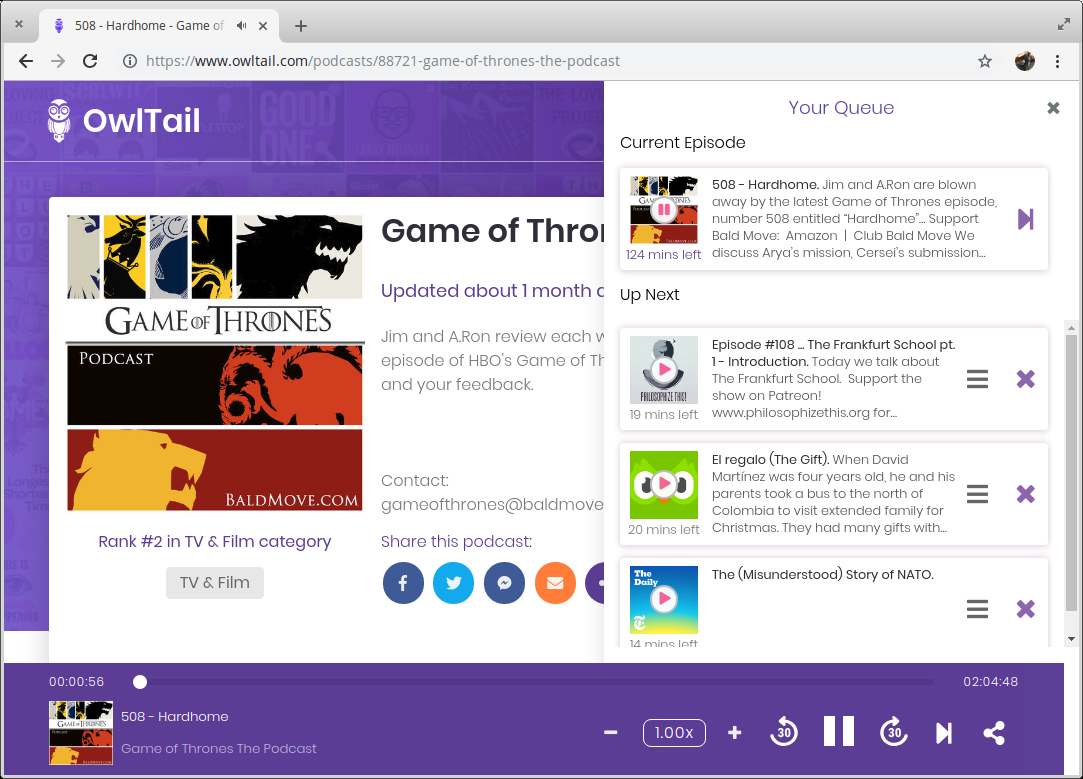 508 - Hardhome - Game of
https://www.owltail.com/podcasts/88721-game-of-thrones-the-podcast
OwlTail
GAME OF THRONES
PODCAST
BALDMOVE.COM
Rank #2 in TV & Film category
TV & Film
Game of Thro
Updated about 1 month
Jim and A.Ron review each w
episode of HBO's Game of Th
and your feedback.
Contact:
gameofthrones@baldmove
Share this podcast:
Your Queue
Current Episode
508 - Hardhome. Jim and A.Ron are blown
away by the latest Game of Thrones episode,
number 508 entitled “Hardhome”... Support
Bald Move: Amazon | Club Bald Move We
discuss Arya's mission, Cersei's submission...
124 mins left
Up Next
Episode #108 ... The Frankfurt School pt.
1 - Introduction. Today we talk about
The Frankfurt School. Support the
show on Patreon!
www.philosophizethis.org for...
PHILOSOPHIZE THIS!
19 mins left
El regalo (The Gift). When David
Martínez was four years old, he and his
parents took a bus to the north of
Colombia to visit extended family for
Christmas. They had many gifts with...
20 mins left
The (Misunderstood) Story of NATO.
The
Daily
14 mins left
00:00:56
02:04:48
GAME OF THRONES
PODCAST
508 - Hardhome
Game of Thrones The Podcast
1.00x
30
30